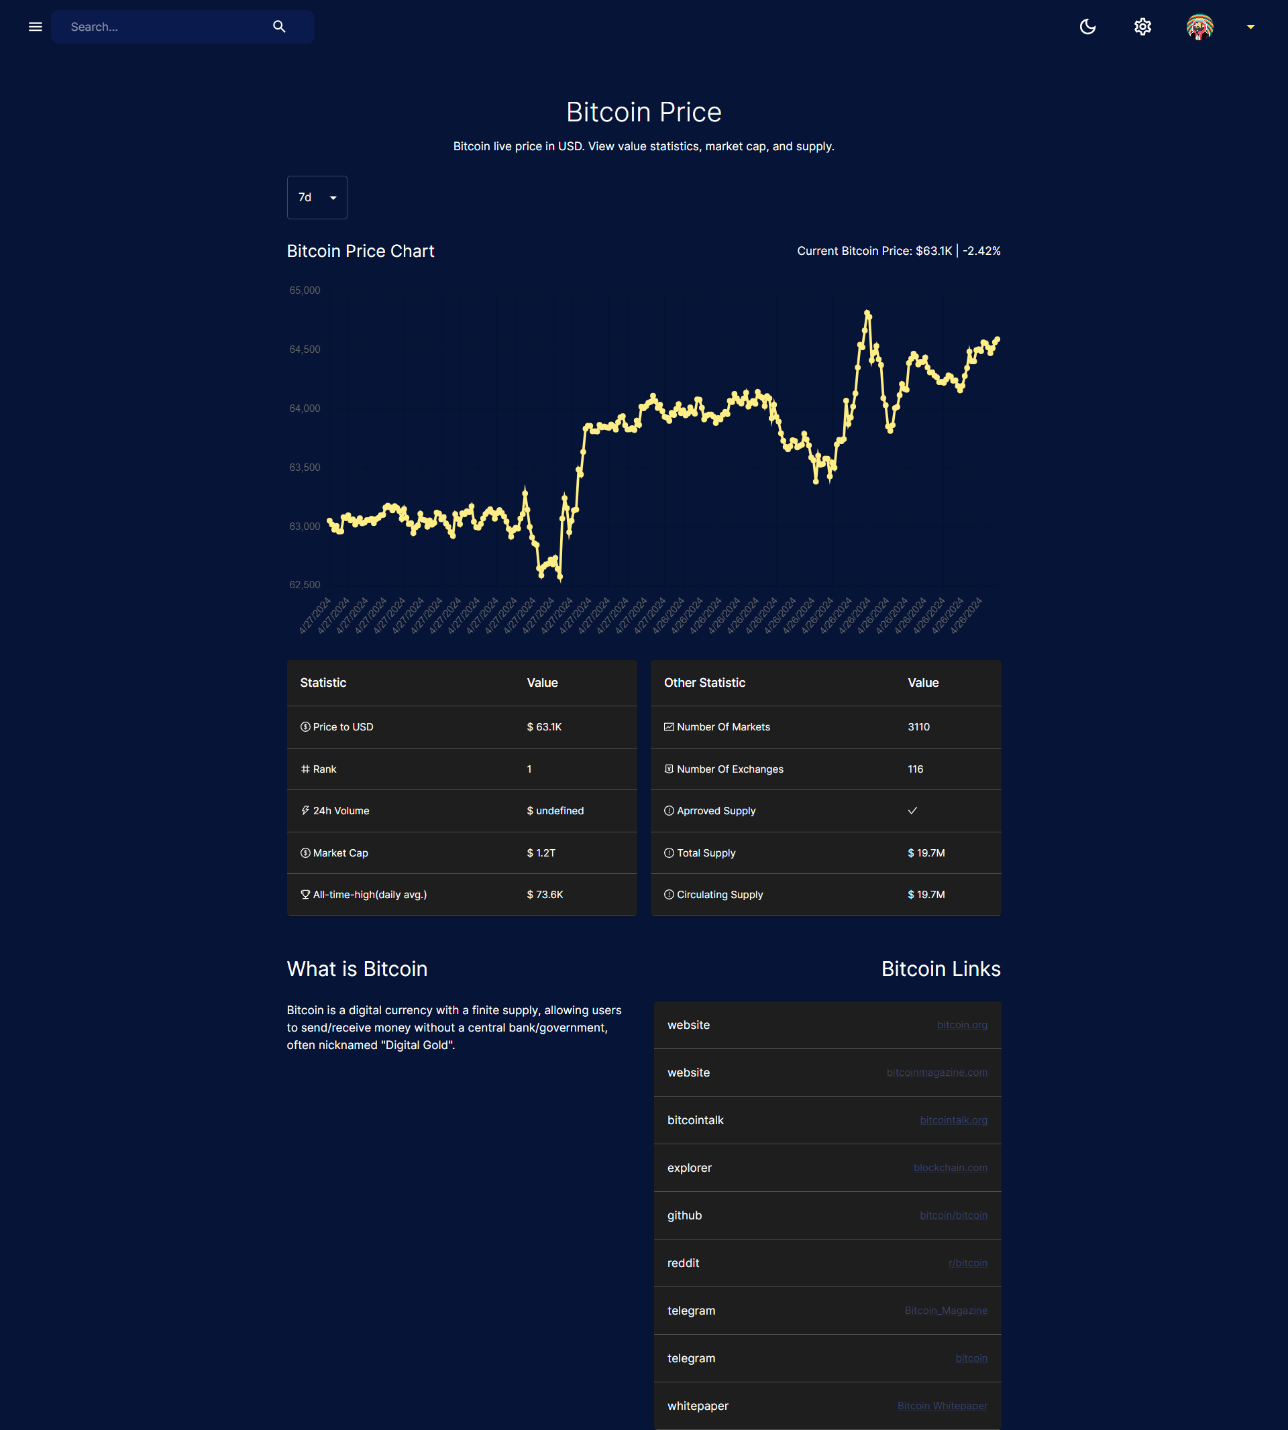 Search...
Bitcoin Price
Bitcoin live price in USD. View value statistics, market cap, and supply.
7d
Bitcoin Price Chart
Current Bitcoin Price: $63.1K | -2.42%
65,000
64,500
64,000
63,500
63,000
62,500
4/27/2024 4/27/2024 4/27/2024 4/27/2024 4/27/2024 4/27/2024 4/27/2024 4/27/2024 4/27/2024 4/27/2024 4/27/2024 4/27/2024 4/27/2024 4/27/2024 4/27/2024 4/27/2024 4/27/2024 4/27/2024 4/27/2024 4/26/2024 4/26/2024 4/26/2024 4/26/2024 4/26/2024 4/26/2024 4/26/2024 4/26/2024 4/26/2024 4/26/2024 4/26/2024 4/26/2024 4/26/2024 4/26/2024 4/26/2024 4/26/2024 4/26/2024
Statistic Value
Price to USD $ 63.1K
Rank 1
24h Volume $ undefined
Market Cap $ 1.2T
All-time-high(daily avg.) $ 73.6K
Other Statistic Value
Number Of Markets 3110
Number Of Exchanges 116
Aprroved Supply
Total Supply $ 19.7M
Circulating Supply $ 19.7M
What is Bitcoin
Bitcoin is a digital currency with a finite supply, allowing users
to send/receive money without a central bank/government,
often nicknamed "Digital Gold".
Bitcoin Links
website bitcoin.org
website bitcoinmagazine.com
bitcointalk bitcointalk.org
explorer blockchain.com
github bitcoin/bitcoin
reddit r/bitcoin
telegram Bitcoin_Magazine
telegram bitcoin
whitepaper Bitcoin Whitepaper